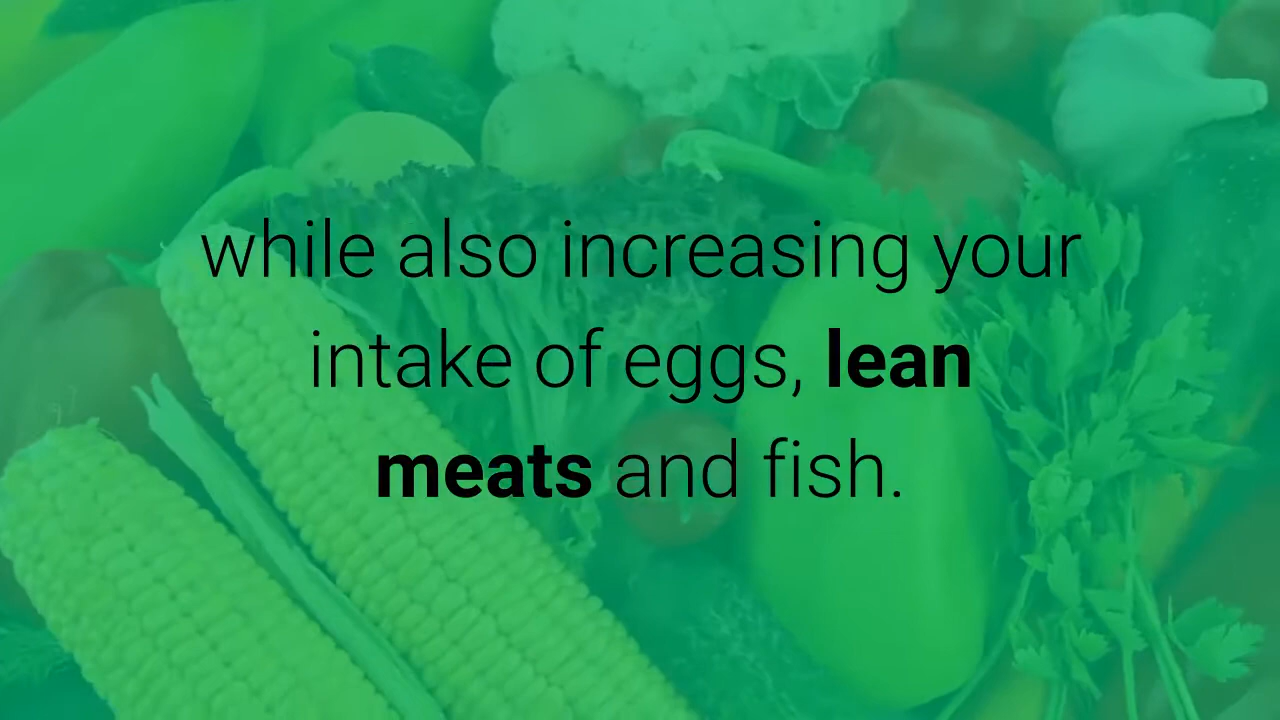 while also increasing your
intake of eggs, lean
meats and fish.